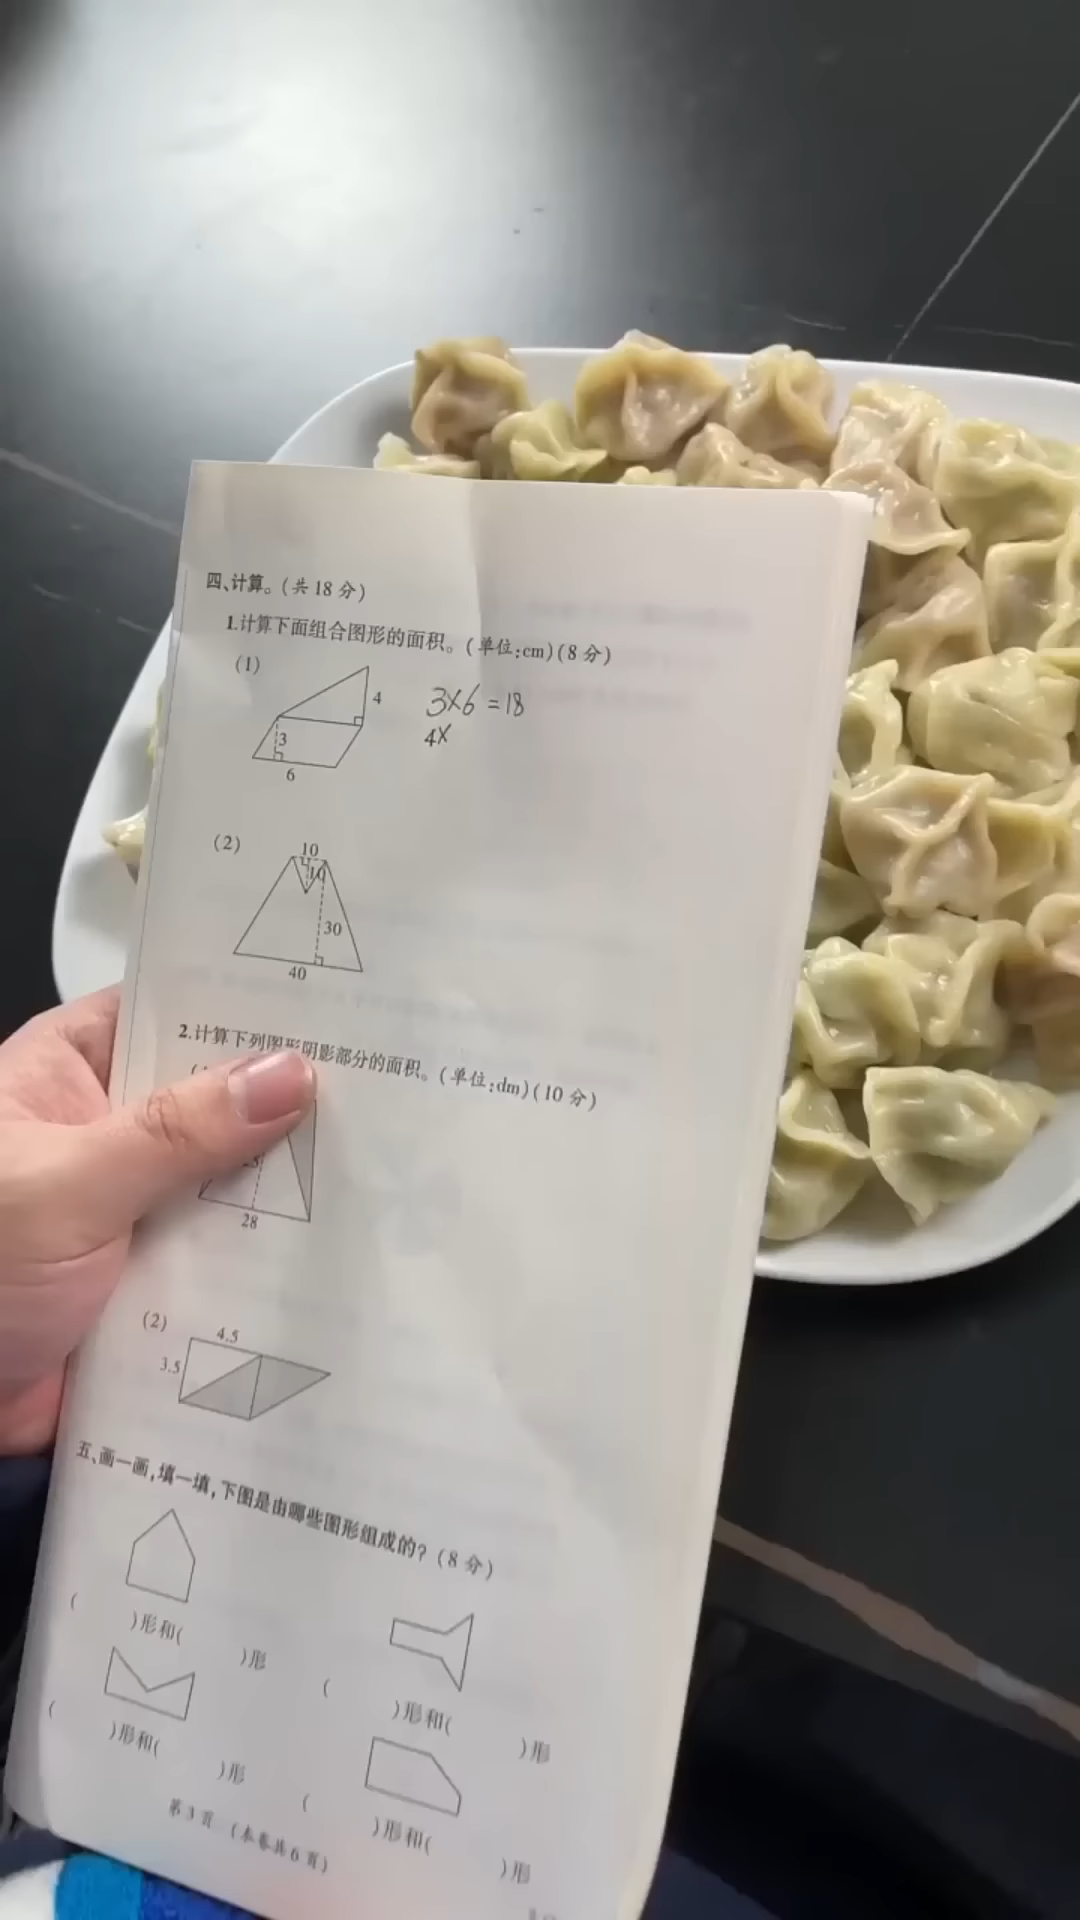 四、计算。(共18分)
1.计算下面组合图形的面积。(单位:cm)(8分)
(1)
4
3
6
3×6=18
4×
(2)
10
10
30
40
2.计算下列图形阴影部分的面积。(单位:dm)(10分)
28
(2)
4.5
3.5
五、画一画,填一填,下图是由哪些图形组成的?(8分)
( )形和( )形
( )形和( )形
( )形和( )形
( )形和( )形
第3页 (本卷共6页)